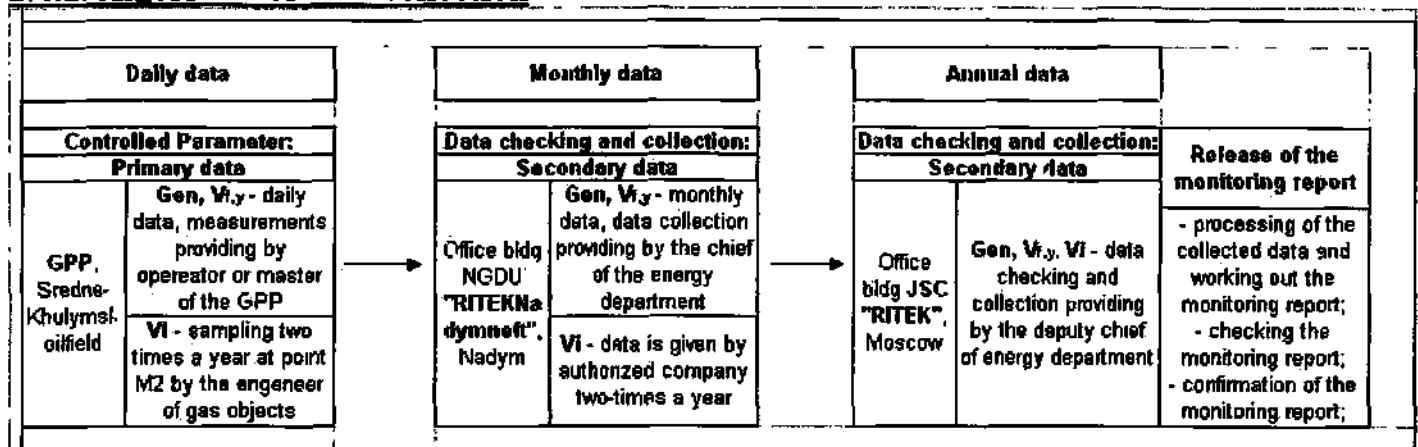 Daily data
Controlled Parameter:
Primary data
GPP,
Sredne-
Khulymsk
oilfield
Gen, Vf,y - daily
data, measurements
providing by
opereator or master
of the GPP
Vi - sampling two
times a year at point
M2 by the engeneer
of gas objects
Monthly data
Data checking and collection:
Secondary data
Office bldg
NGDU
"RITEKNa
dymneft",
Nadym
Gen, Vf,y - monthly
data, data collection
providing by the chief
of the energy
department
Vi - data is given by
authorized company
two-times a year
Annual data
Data checking and collection:
Secondary data
Office
bldg JSC
"RITEK",
Moscow
Gen, Vf,y, Vi - data
checking and
collection providing
by the deputy chief
of energy department
Release of the
monitoring report
- processing of the
collected data and
working out the
monitoring report;
- checking the
monitoring report;
- confirmation of the
monitoring report;